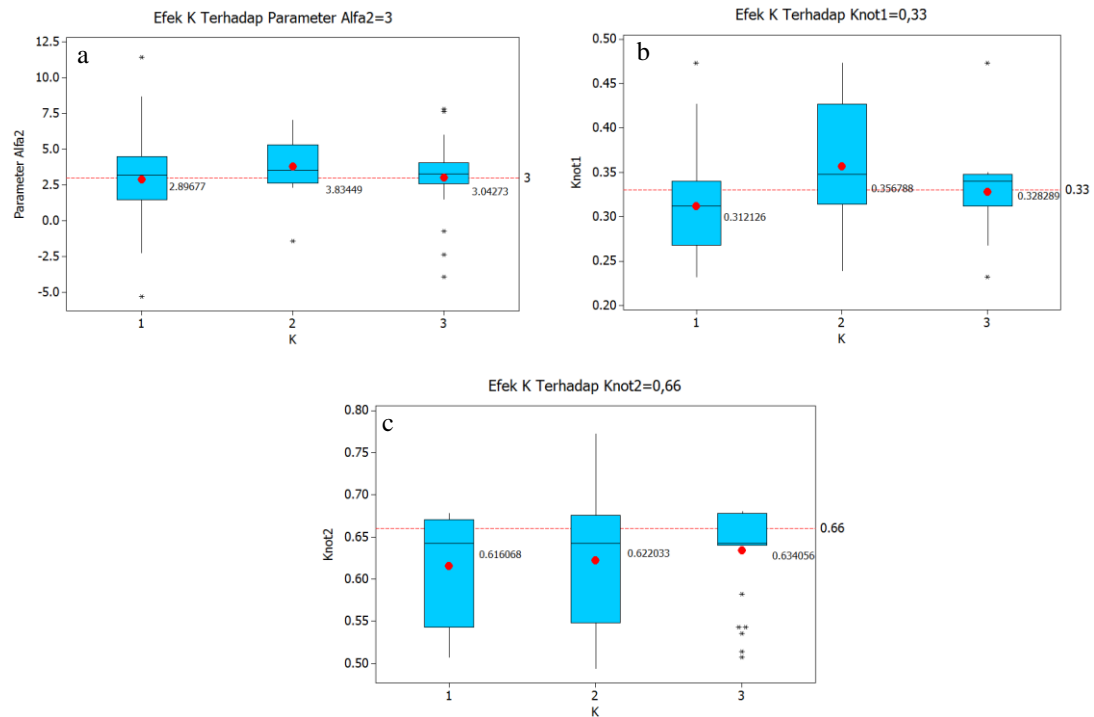 Efek K Terhadap Parameter Alfa2=3
a
12.5
10.0
7.5
5.0
2.5
0.0
-2.5
-5.0
Parameter Alfa2
2.89677
3.83449
3.04273
3
1 2 3
K
Efek K Terhadap Knot1=0,33
b
0.50
0.45
0.40
0.35
0.30
0.25
0.20
Knot1
0.312126
0.356788
0.328289
0.33
1 2 3
K
Efek K Terhadap Knot2=0,66
c
0.80
0.75
0.70
0.65
0.60
0.55
0.50
Knot2
0.616068
0.622033
0.634056
0.66
1 2 3
K